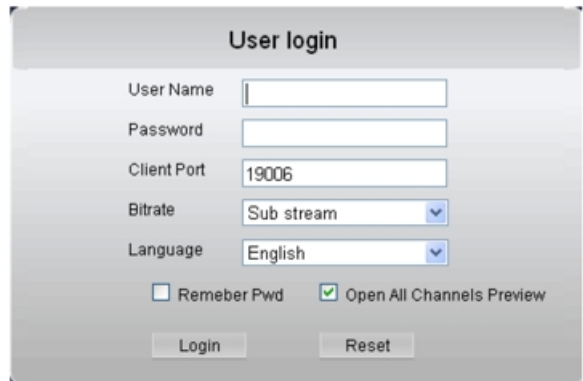 User login
User Name
Password
Client Port 19006
Bitrate Sub stream
Language English
Remeber Pwd Open All Channels Preview
Login Reset